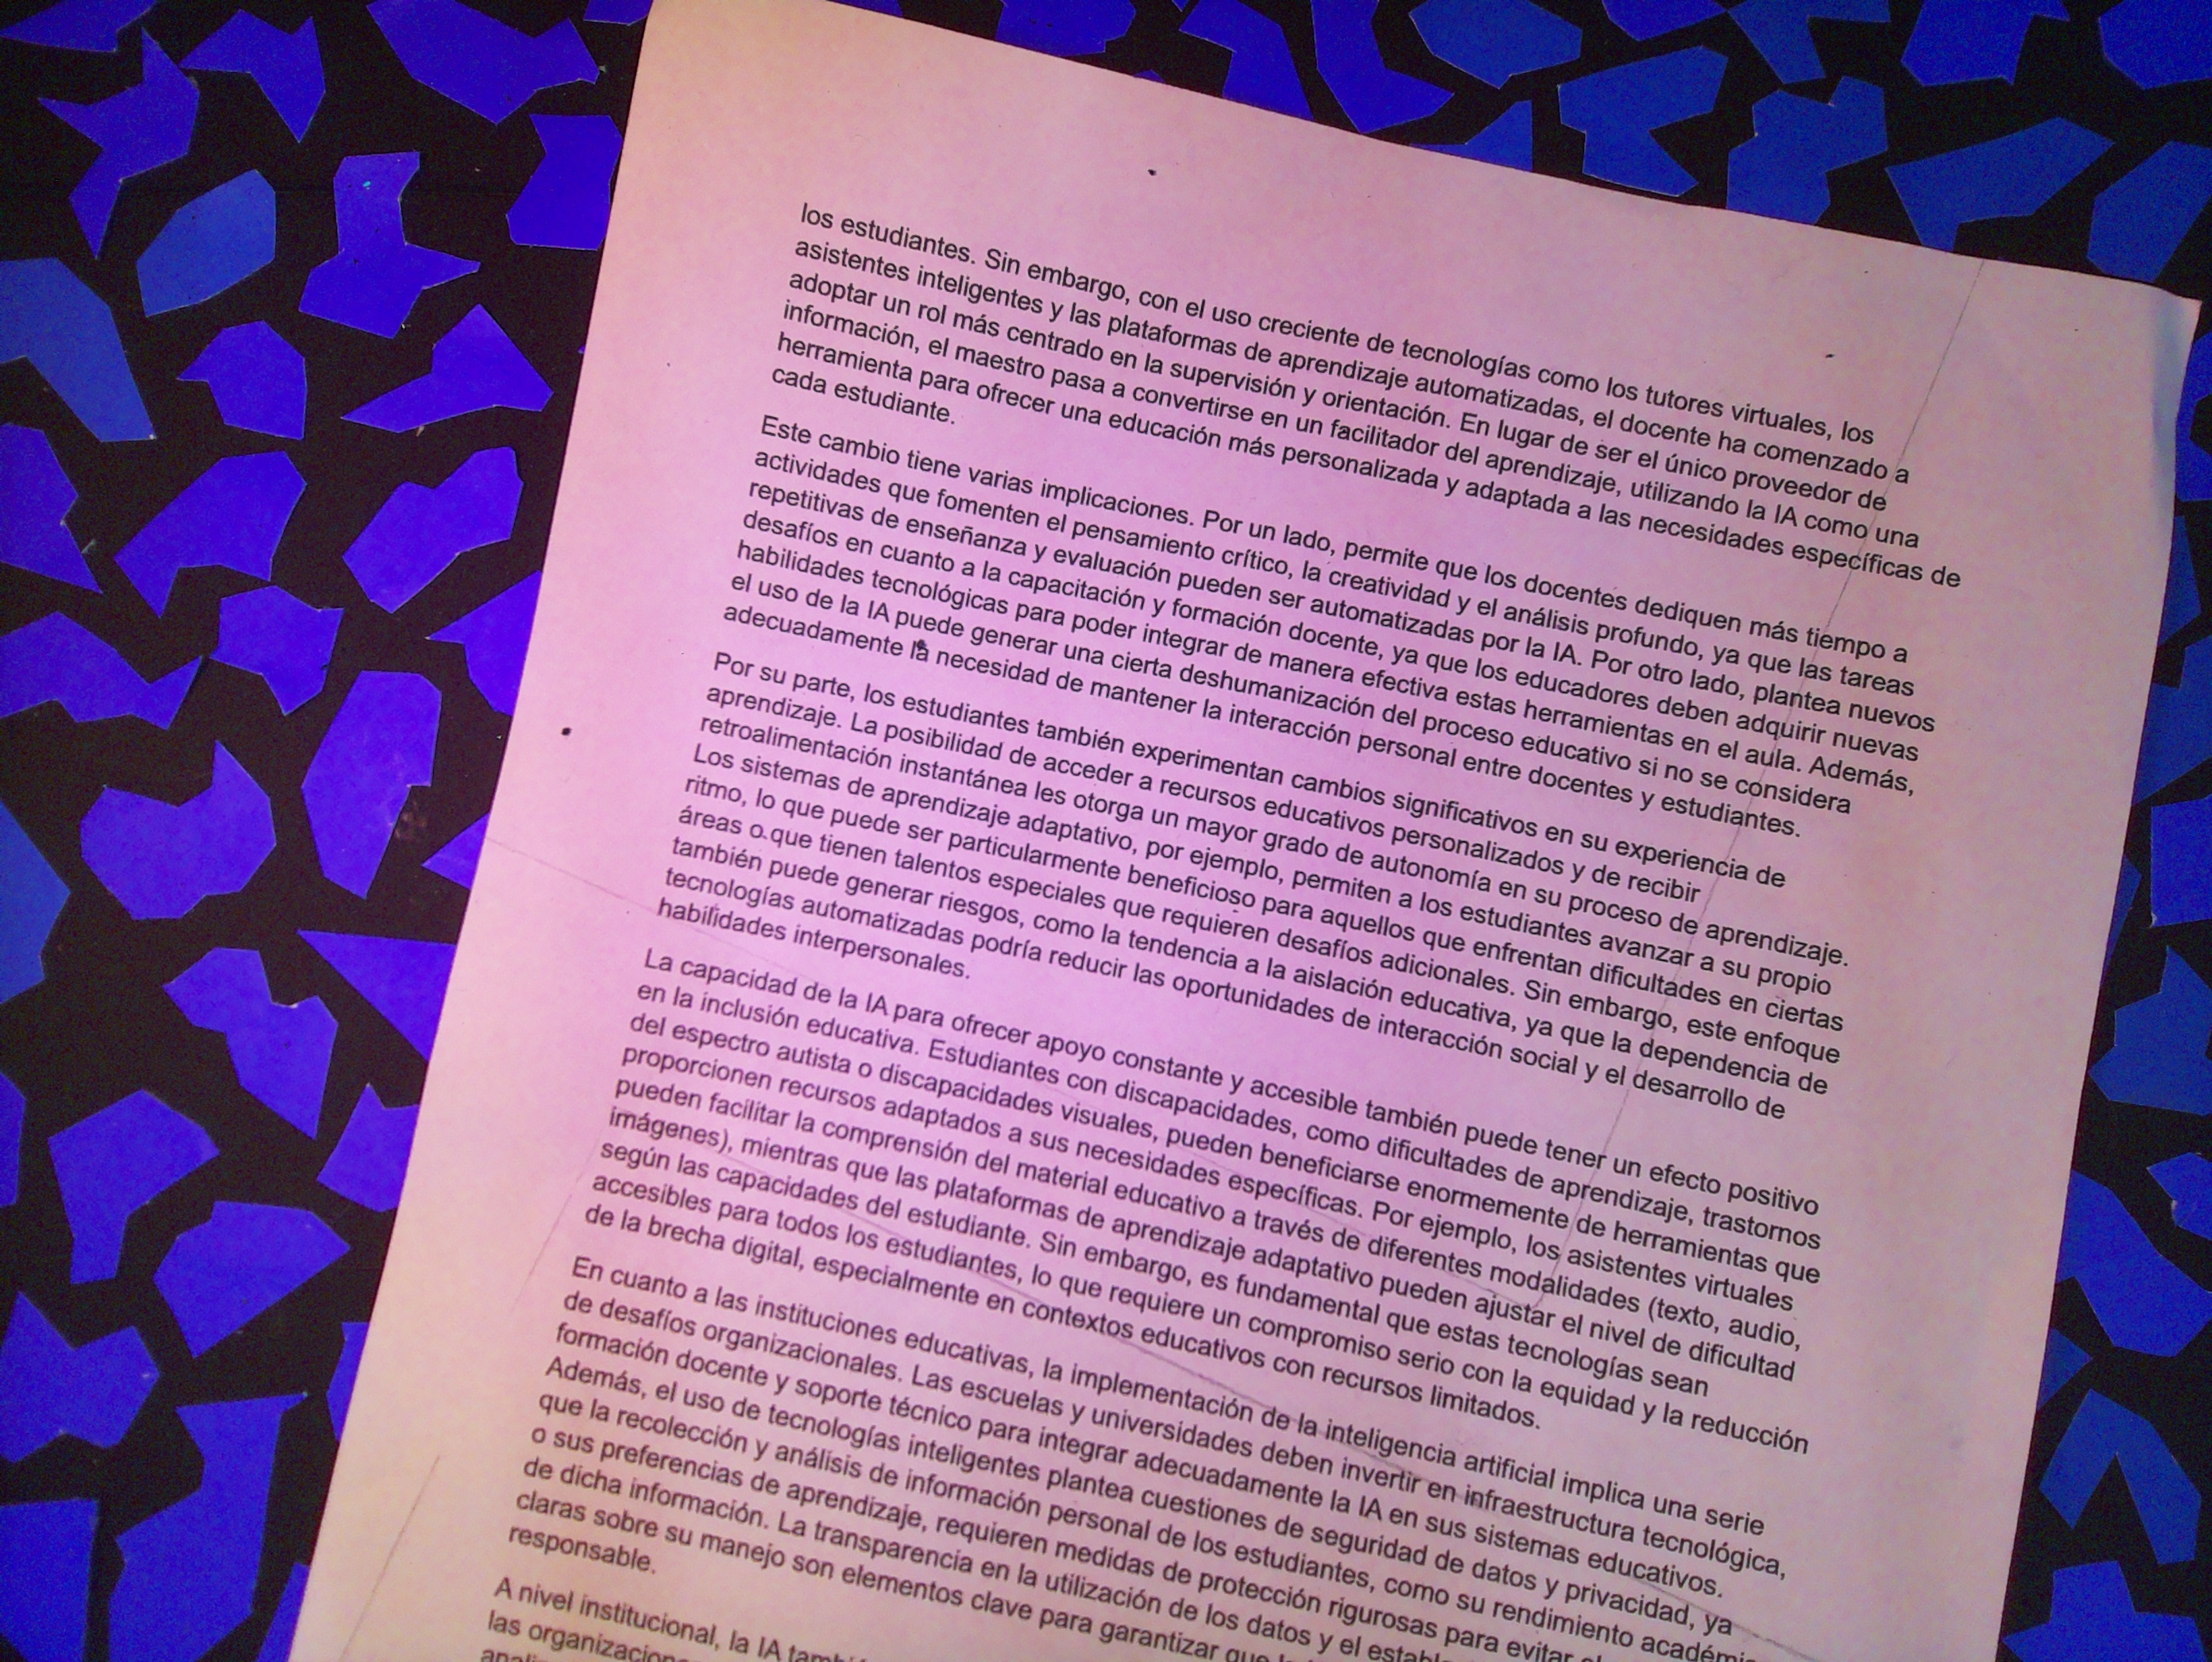 los estudiantes. Sin embargo, con el uso creciente de tecnologías como los tutores virtuales, los
asistentes inteligentes y las plataformas de aprendizaje automatizadas, el docente ha comenzado a
adoptar un rol más centrado en la supervisión y orientación. En lugar de ser el único proveedor de
información, el maestro pasa a convertirse en un facilitador del aprendizaje, utilizando la IA como una
herramienta para ofrecer una educación más personalizada y adaptada a las necesidades específicas de
cada estudiante.
Este cambio tiene varias implicaciones. Por un lado, permite que los docentes dediquen más tiempo a
actividades que fomenten el pensamiento crítico, la creatividad y el análisis profundo, ya que las tareas
repetitivas de enseñanza y evaluación pueden ser automatizadas por la IA. Por otro lado, plantea nuevos
desafíos en cuanto a la capacitación y formación docente, ya que los educadores deben adquirir nuevas
habilidades tecnológicas para poder integrar de manera efectiva estas herramientas en el aula. Además,
el uso de la IA puede generar una cierta deshumanización del proceso educativo si no se considera
adecuadamente la necesidad de mantener la interacción personal entre docentes y estudiantes.
Por su parte, los estudiantes también experimentan cambios significativos en su experiencia de
aprendizaje. La posibilidad de acceder a recursos educativos personalizados y de recibir
retroalimentación instantánea les otorga un mayor grado de autonomía en su proceso de aprendizaje.
Los sistemas de aprendizaje adaptativo, por ejemplo, permiten a los estudiantes avanzar a su propio
ritmo, lo que puede ser particularmente beneficioso para aquellos que enfrentan dificultades en ciertas
áreas o que tienen talentos especiales que requieren desafíos adicionales. Sin embargo, este enfoque
también puede generar riesgos, como la tendencia a la aislación educativa, ya que la dependencia de
tecnologías automatizadas podría reducir las oportunidades de interacción social y el desarrollo de
habilidades interpersonales.
La capacidad de la IA para ofrecer apoyo constante y accesible también puede tener un efecto positivo
en la inclusión educativa. Estudiantes con discapacidades, como dificultades de aprendizaje, trastornos
del espectro autista o discapacidades visuales, pueden beneficiarse enormemente de herramientas que
proporcionen recursos adaptados a sus necesidades específicas. Por ejemplo, los asistentes virtuales
pueden facilitar la comprensión del material educativo a través de diferentes modalidades (texto, audio,
imágenes), mientras que las plataformas de aprendizaje adaptativo pueden ajustar el nivel de dificultad
según las capacidades del estudiante. Sin embargo, es fundamental que estas tecnologías sean
accesibles para todos los estudiantes, lo que requiere un compromiso serio con la equidad y la reducción
de la brecha digital, especialmente en contextos educativos con recursos limitados.
En cuanto a las instituciones educativas, la implementación de la inteligencia artificial implica una serie
de desafíos organizacionales. Las escuelas y universidades deben invertir en infraestructura tecnológica,
formación docente y soporte técnico para integrar adecuadamente la IA en sus sistemas educativos.
Además, el uso de tecnologías inteligentes plantea cuestiones de seguridad de datos y privacidad, ya
que la recolección y análisis de información personal de los estudiantes, como su rendimiento
o sus preferencias de aprendizaje, requieren medidas de protección rigurosas para evitar
de dicha información. La transparencia en la utilización de los datos y el
claras sobre su manejo son elementos clave para garantizar que
responsable.
A nivel institucional, la IA
las